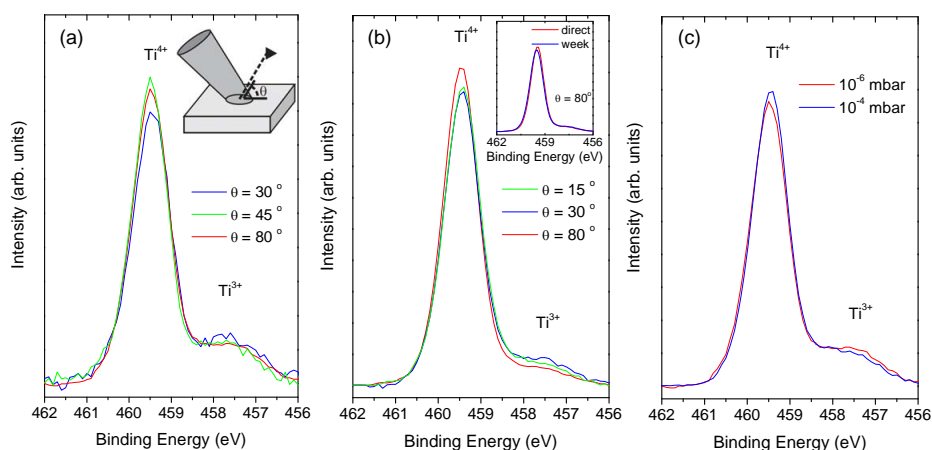 (a)
Ti4+
θ
θ = 30 °
θ = 45 °
θ = 80 °
Ti3+
Intensity (arb. units)
462 461 460 459 458 457 456
Binding Energy (eV)
(b)
Ti4+
direct
week
θ = 80°
462 459 456
Binding Energy (eV)
θ = 15 °
θ = 30 °
θ = 80 °
Ti3+
Intensity (arb. units)
462 461 460 459 458 457 456
Binding Energy (eV)
(c)
Ti4+
10-6 mbar
10-4 mbar
Ti3+
Intensity (arb. units)
462 461 460 459 458 457 456
Binding Energy (eV)